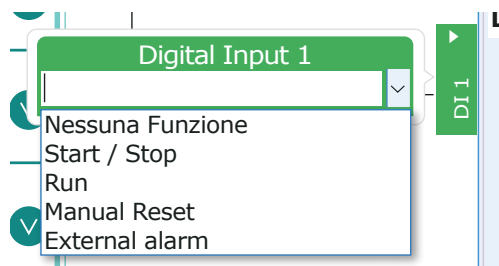 Digital Input 1
Nessuna Funzione
Start / Stop
Run
Manual Reset
External alarm
DI 1